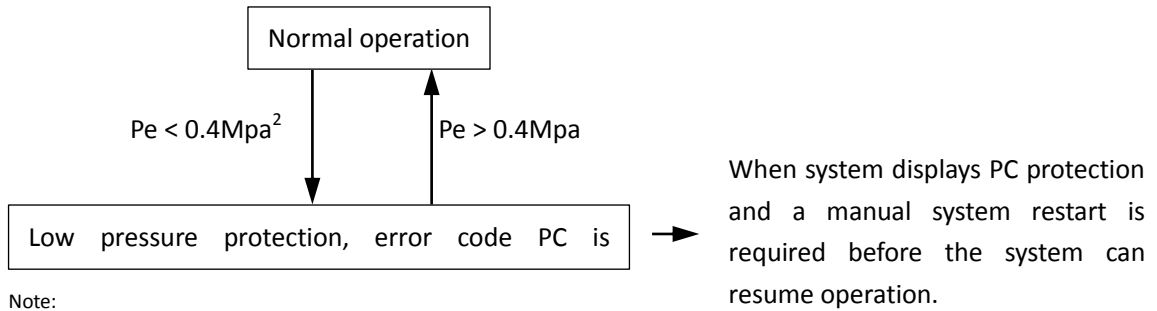 Normal operation
Pe < 0.4Mpa²
Pe > 0.4Mpa
Low pressure protection, error code PC is
When system displays PC protection
and a manual system restart is
required before the system can
resume operation.
Note: